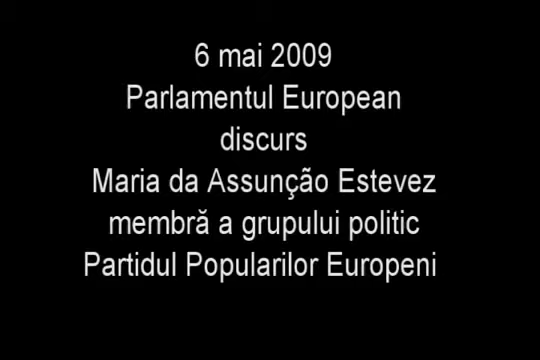 6 mai 2009
Parlamentul European
discurs
Maria da Assunção Estevez
membră a grupului politic
Partidul Popularilor Europeni